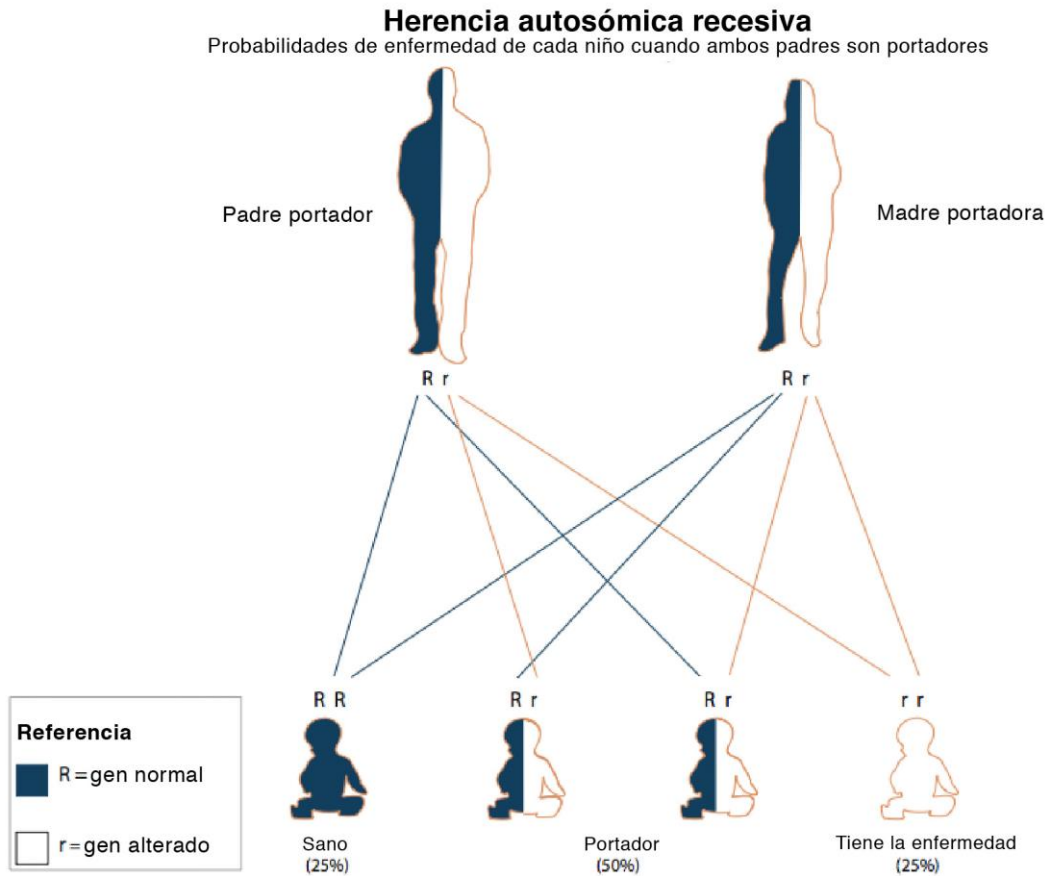 Herencia autosómica recesiva
Probabilidades de enfermedad de cada niño cuando ambos padres son portadores
Padre portador
Madre portadora
R r
R r
R R
R r
R r
r r
Referencia
R=gen normal
r=gen alterado
Sano
(25%)
Portador
(50%)
Tiene la enfermedad
(25%)